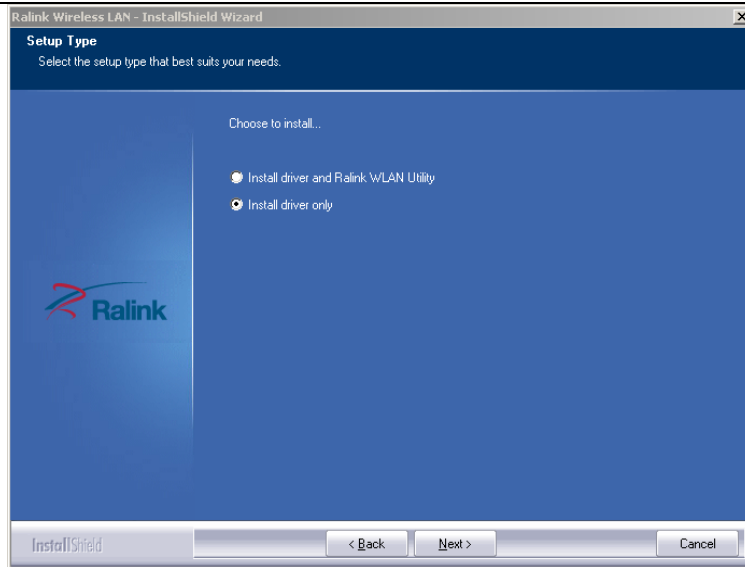 Ralink Wireless LAN - InstallShield Wizard
Setup Type
Select the setup type that best suits your needs.
Choose to install...
Install driver and Ralink WLAN Utility
Install driver only
Ralink
InstallShield
< Back
Next >
Cancel